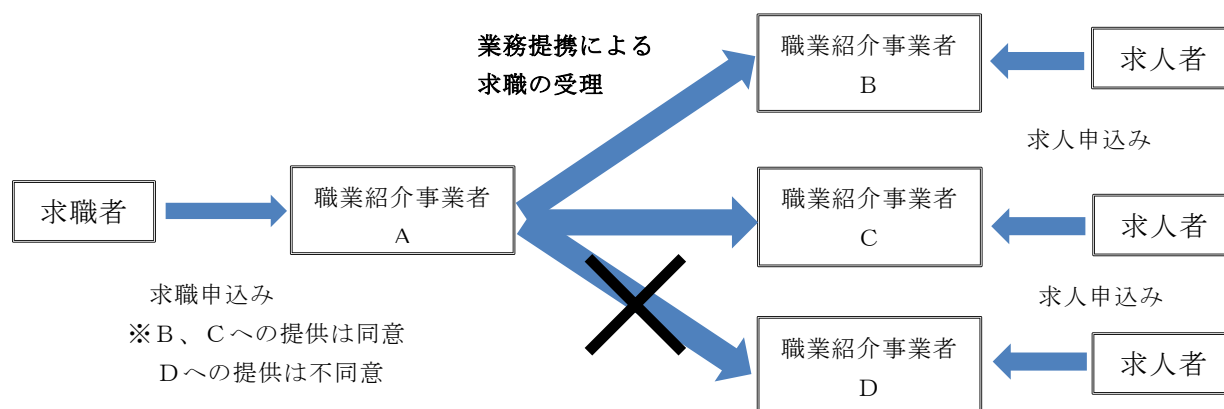 業務提携による
求職の受理
職業紹介事業者
B
求人者
求人申込み
求職者
職業紹介事業者
A
職業紹介事業者
C
求人者
求職申込み
※B、Cへの提供は同意
Dへの提供は不同意
求人申込み
職業紹介事業者
D
求人者